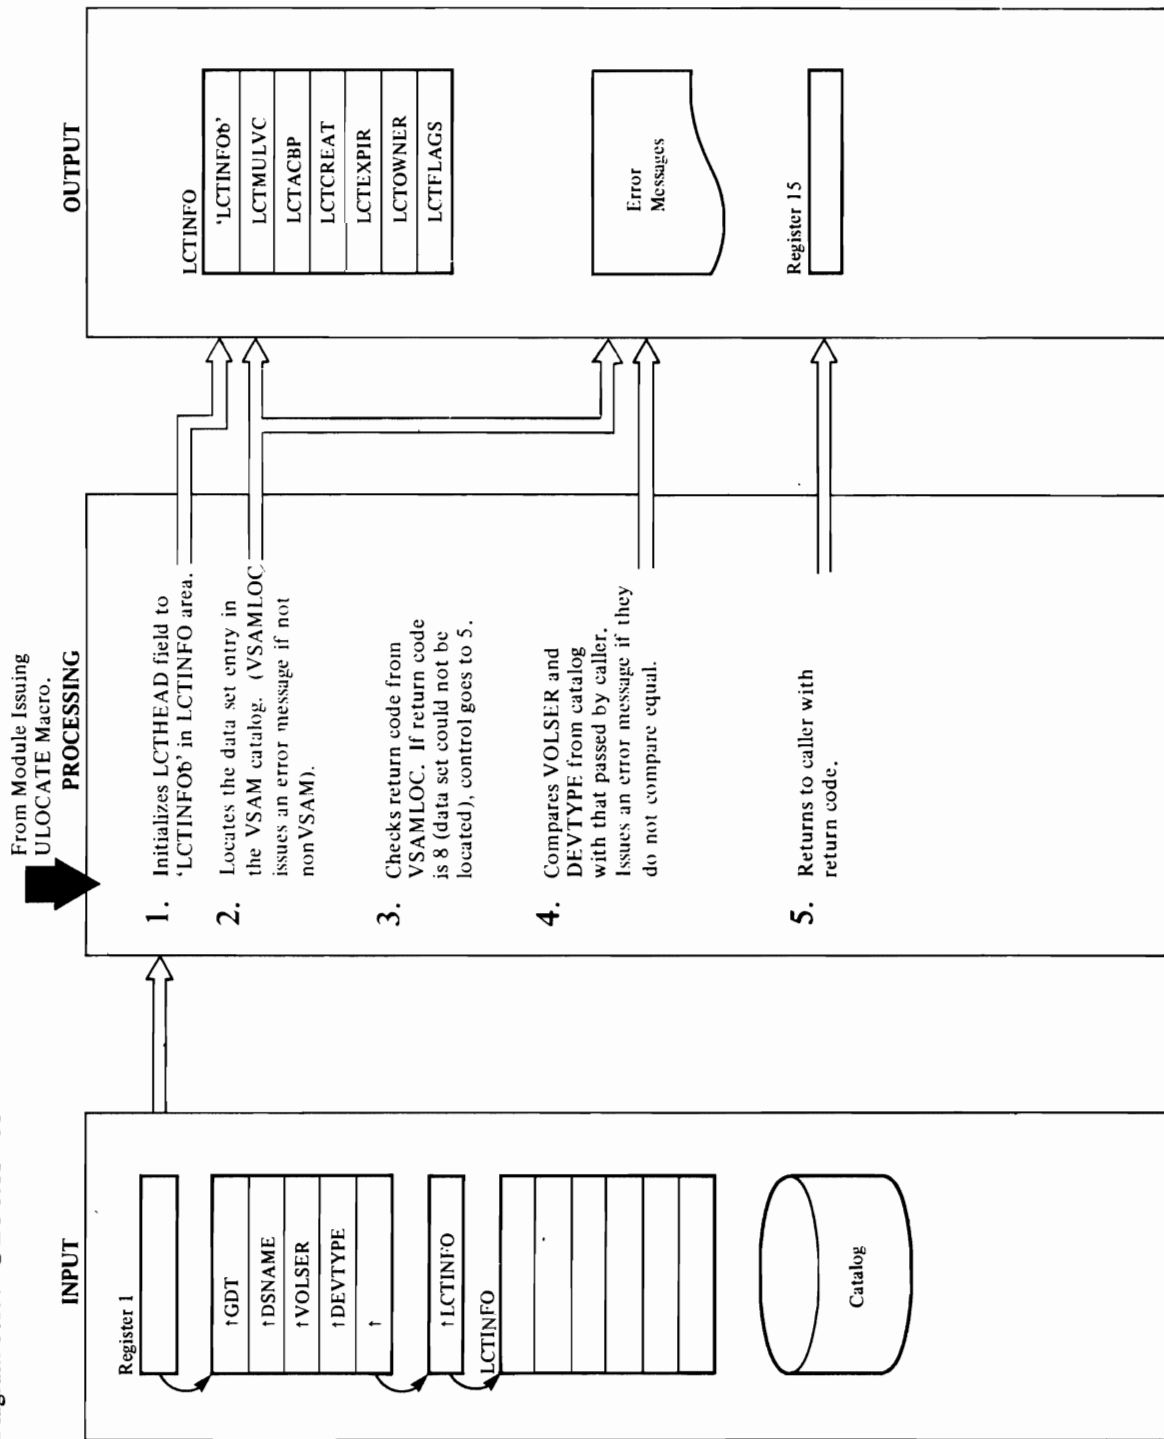 From Module Issuing
ULOCATE Macro.
INPUT
Register 1
↑GDT
↑DSNAME
↑VOLSER
↑DEVTYPE
↑
↑LCTINFO
LCTINFO
Catalog
PROCESSING
1. Initializes LCTHEAD field to
'LCTINFOƀ' in LCTINFO area.
2. Locates the data set entry in
the VSAM catalog. (VSAMLOC
issues an error message if not
nonVSAM).
3. Checks return code from
VSAMLOC. If return code
is 8 (data set could not be
located), control goes to 5.
4. Compares VOLSER and
DEVTYPE from catalog
with that passed by caller.
Issues an error message if they
do not compare equal.
5. Returns to caller with
return code.
OUTPUT
LCTINFO
'LCTINFOƀ'
LCTMULVC
LCTACBP
LCTCREAT
LCTEXPIR
LCTOWNER
LCTFLAGS
Error
Messages
Register 15